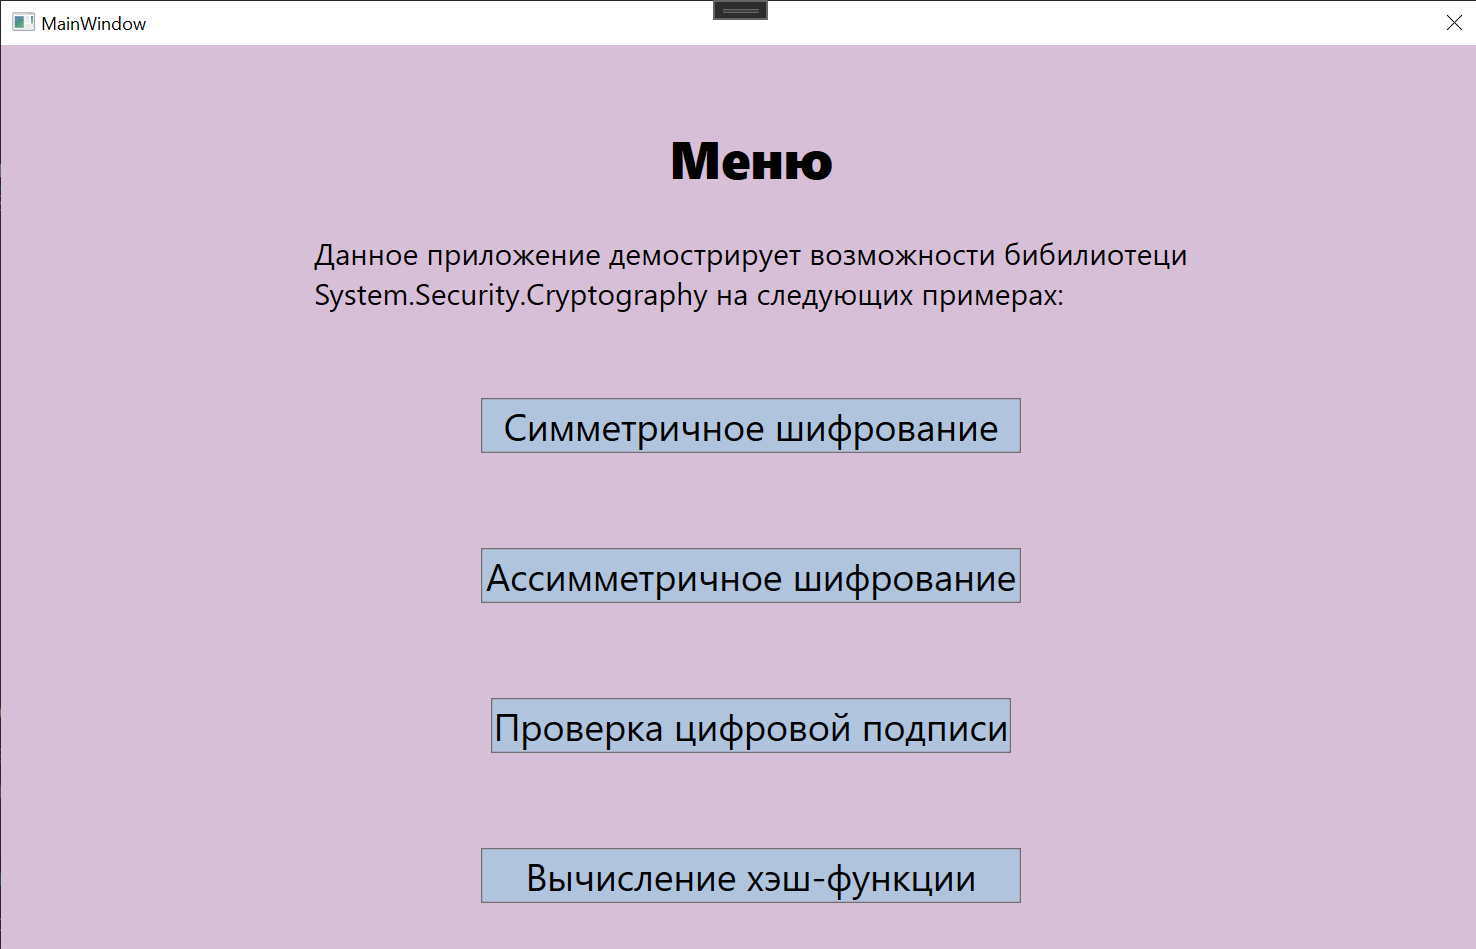 MainWindow
Меню
Данное приложение демострирует возможности бибилиотеци
System.Security.Cryptography на следующих примерах:
Симметричное шифрование
Ассимметричное шифрование
Проверка цифровой подписи
Вычисление хэш-функции